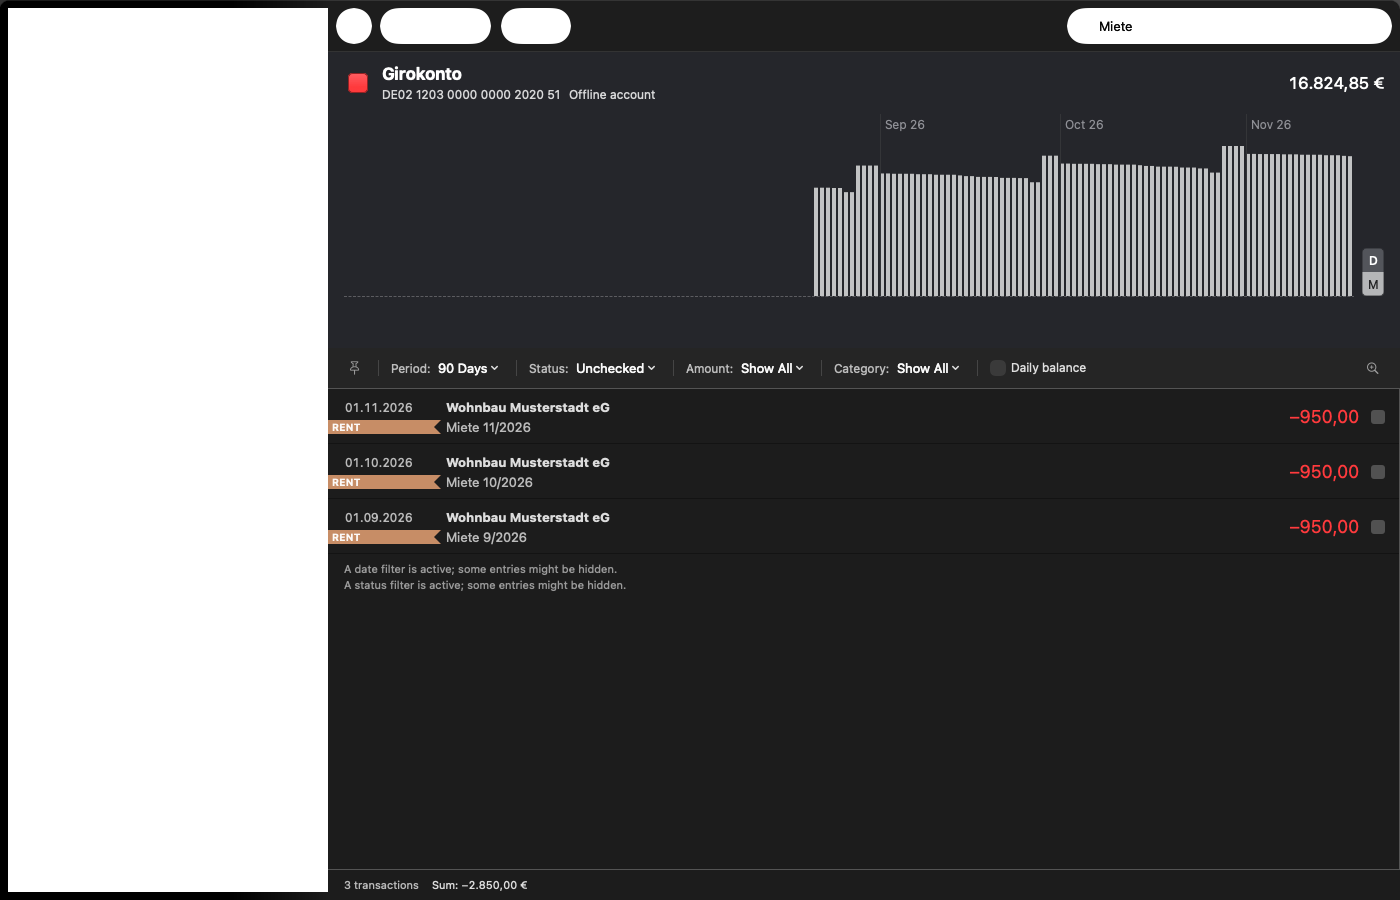 Miete
Girokonto
16.824,85 €
DE02 1203 0000 0000 2020 51 Offline account
Sep 26 Oct 26 Nov 26
D
M
Period: 90 Days Status: Unchecked Amount: Show All Category: Show All Daily balance
01.11.2026 Wohnbau Musterstadt eG
–950,00
RENT Miete 11/2026
01.10.2026 Wohnbau Musterstadt eG
–950,00
RENT Miete 10/2026
01.09.2026 Wohnbau Musterstadt eG
–950,00
RENT Miete 9/2026
A date filter is active; some entries might be hidden.
A status filter is active; some entries might be hidden.
3 transactions Sum: –2.850,00 €